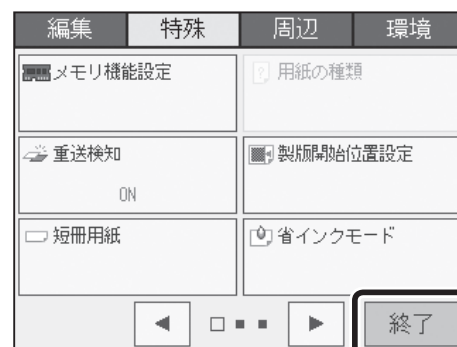 編集 特殊 周辺 環境
メモリ機能設定 用紙の種類
重送検知 製版開始位置設定
ON
短冊用紙 省インクモード
終了